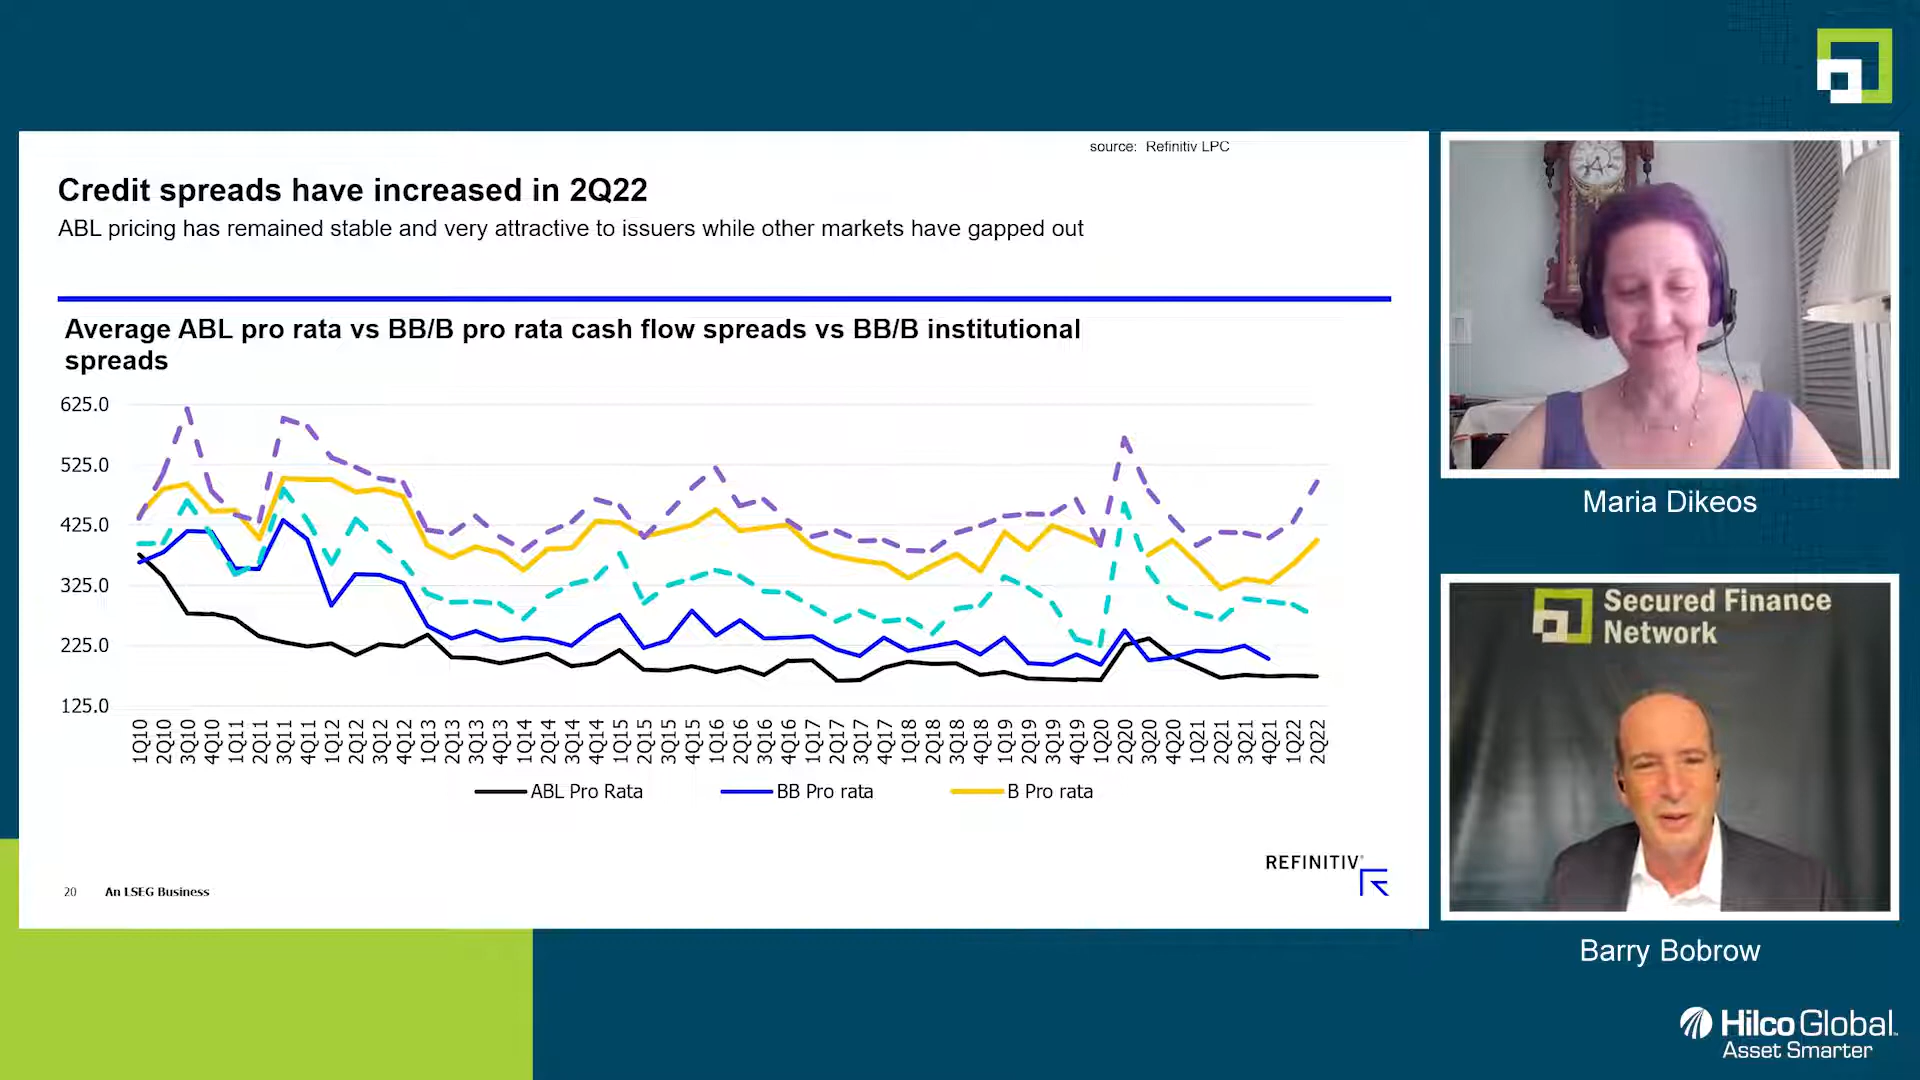 source: Refinitiv LPC
Credit spreads have increased in 2Q22
ABL pricing has remained stable and very attractive to issuers while other markets have gapped out
Average ABL pro rata vs BB/B pro rata cash flow spreads vs BB/B institutional
spreads
625.0
525.0
425.0
325.0
225.0
125.0
1Q10 2Q10 3Q10 4Q10 1Q11 2Q11 3Q11 4Q11 1Q12 2Q12 3Q12 4Q12 1Q13 2Q13 3Q13 4Q13 1Q14 2Q14 3Q14 4Q14 1Q15 2Q15 3Q15 4Q15 1Q16 2Q16 3Q16 4Q16 1Q17 2Q17 3Q17 4Q17 1Q18 2Q18 3Q18 4Q18 1Q19 2Q19 3Q19 4Q19 1Q20 2Q20 3Q20 4Q20 1Q21 2Q21 3Q21 4Q21 1Q22 2Q22
ABL Pro Rata BB Pro rata B Pro rata
REFINITIV
20 An LSEG Business
Maria Dikeos
Secured Finance
Network
Barry Bobrow
Hilco Global
Asset Smarter